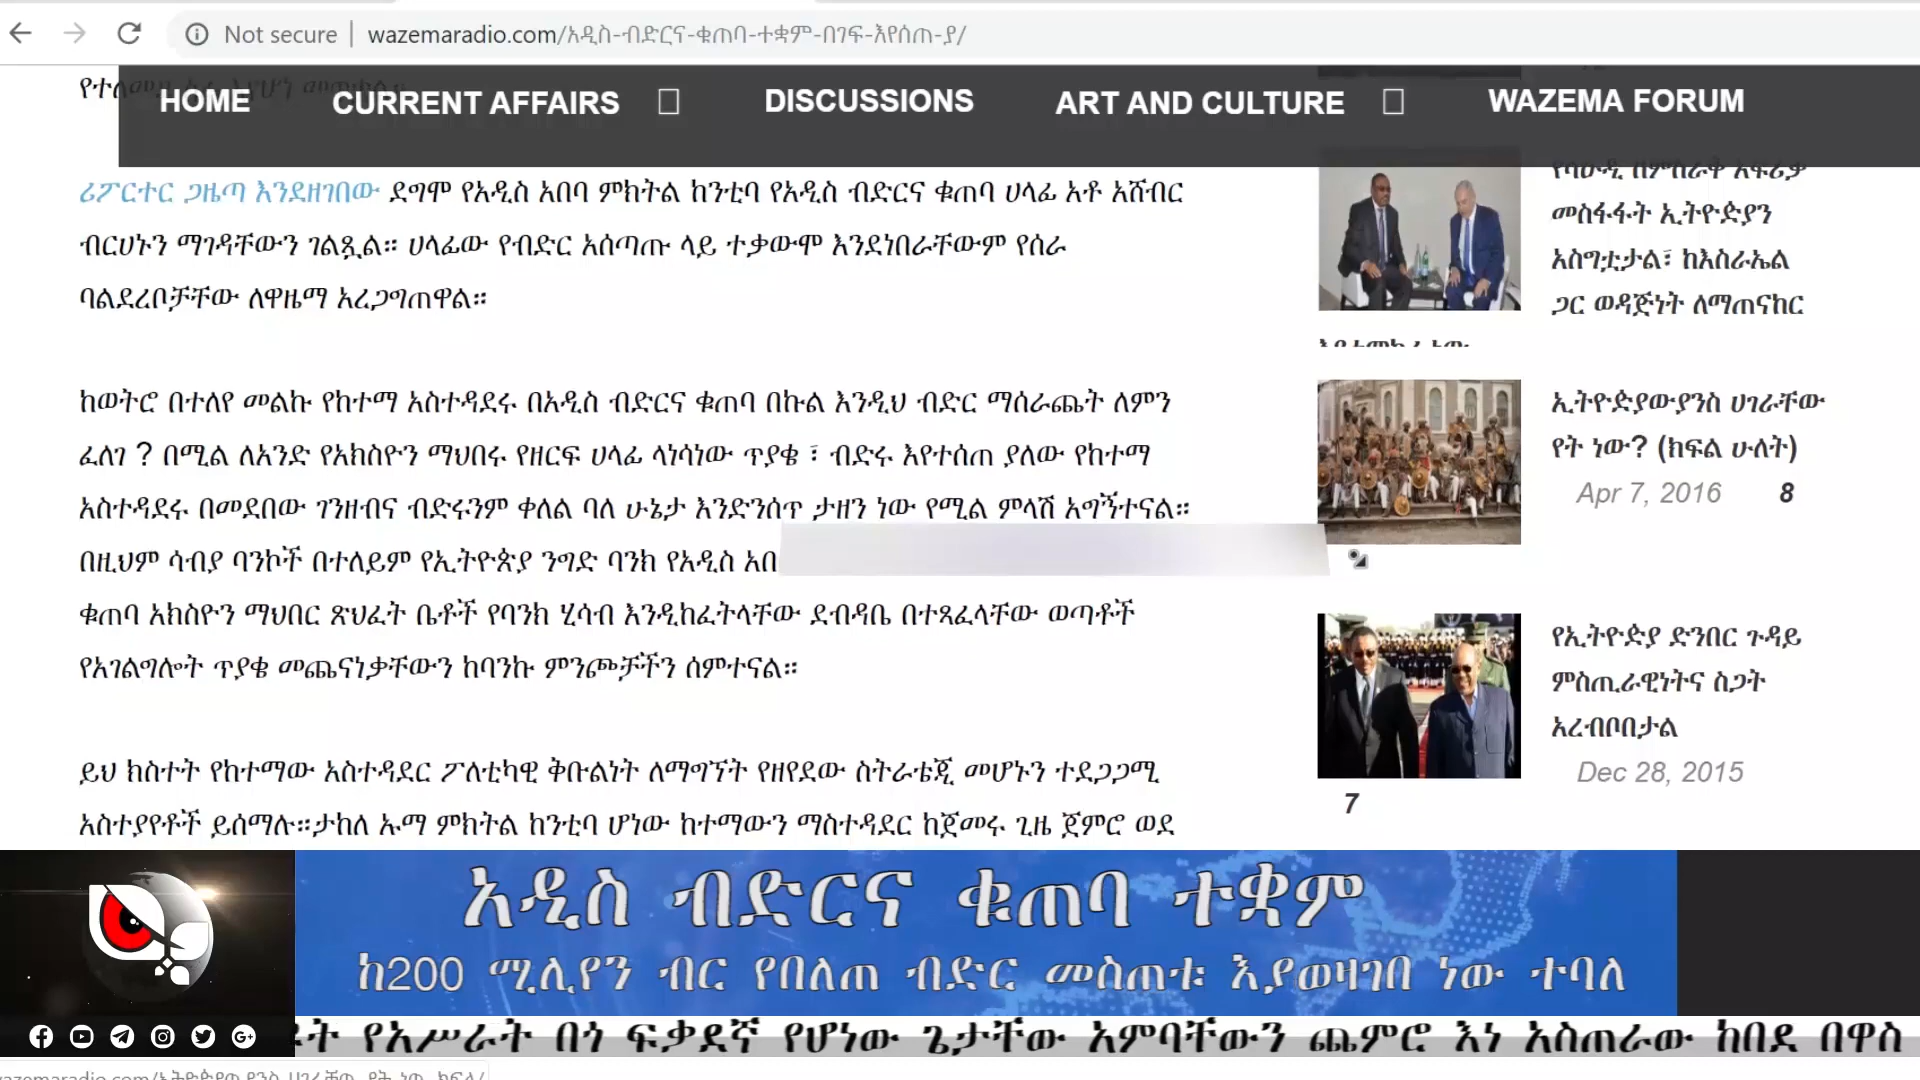 Not secure
wazemaradio.com/አዲስ-ብድርና-ቁጠባ-ተቋም-በገፍ-እየሰጠ-ያ/
HOME
CURRENT AFFAIRS
DISCUSSIONS
ART AND CULTURE
WAZEMA FORUM
ሪፖርተር ጋዜጣ እንደዘገበው ደግሞ የአዲስ አበባ ምክትል ከንቲባ የአዲስ ብድርና ቁጠባ ሀላፊ አቶ አሸብር
ብርሀኑን ማገዳቸውን ገልጿል። ሀላፊው የብድር አሰጣጡ ላይ ተቃውሞ እንደነበራቸውም የሰራ
ባልደረቦቻቸው ለዋዜማ አረጋግጠዋል።
ከወትሮ በተለየ መልኩ የከተማ አስተዳደሩ በአዲስ ብድርና ቁጠባ በኩል እንዲህ ብድር ማሰራጨት ለምን
ፈለገ ? በሚል ለአንድ የአክስዮን ማህበሩ የዘርፍ ሀላፊ ላነሳነው ጥያቄ ፣ ብድሩ እየተሰጠ ያለው የከተማ
አስተዳደሩ በመደበው ገንዘብና ብድሩንም ቀለል ባለ ሁኔታ እንድንሰጥ ታዘን ነው የሚል ምላሽ አግኝተናል።
በዚህም ሳብያ ባንኮች በተለይም የኢትዮጵያ ንግድ ባንክ የአዲስ አበ
ቁጠባ አክስዮን ማህበር ጽህፈት ቤቶች የባንክ ሂሳብ እንዲከፈትላቸው ደብዳቤ በተጻፈላቸው ወጣቶች
የአገልግሎት ጥያቄ መጨናነቃቸውን ከባንኩ ምንጮቻችን ሰምተናል።
ይህ ክስተት የከተማው አስተዳደር ፖለቲካዊ ቅቡልነት ለማግኘት የዘየደው ስትራቴጂ መሆኑን ተደጋጋሚ
አስተያየቶች ይሰማሉ።ታከለ ኡማ ምክትል ከንቲባ ሆነው ከተማውን ማስተዳደር ከጀመሩ ጊዜ ጀምሮ ወደ
የሳውዲ በምስራቅ አፍሪቃ
መስፋፋት ኢትዮዽያን
አስግቷታል፣ ከእስራኤል
ጋር ወዳጅነት ለማጠናከር
ኢትዮዽያውያንስ ሀገራቸው
የት ነው? (ክፍል ሁለት)
Apr 7, 2016 8
የኢትዮዽያ ድንበር ጉዳይ
ምስጢራዊነትና ስጋት
አረብቦበታል
Dec 28, 2015
7
አዲስ ብድርና ቁጠባ ተቋም
ከ200 ሚሊየን ብር የበለጠ ብድር መስጠቱ እያወዛገበ ነው ተባለ
የአሥራት በጎ ፍቃደኛ የሆነው ጌታቸው አምባቸውን ጨምሮ እነ አስጠራው ከበደ በዋስ